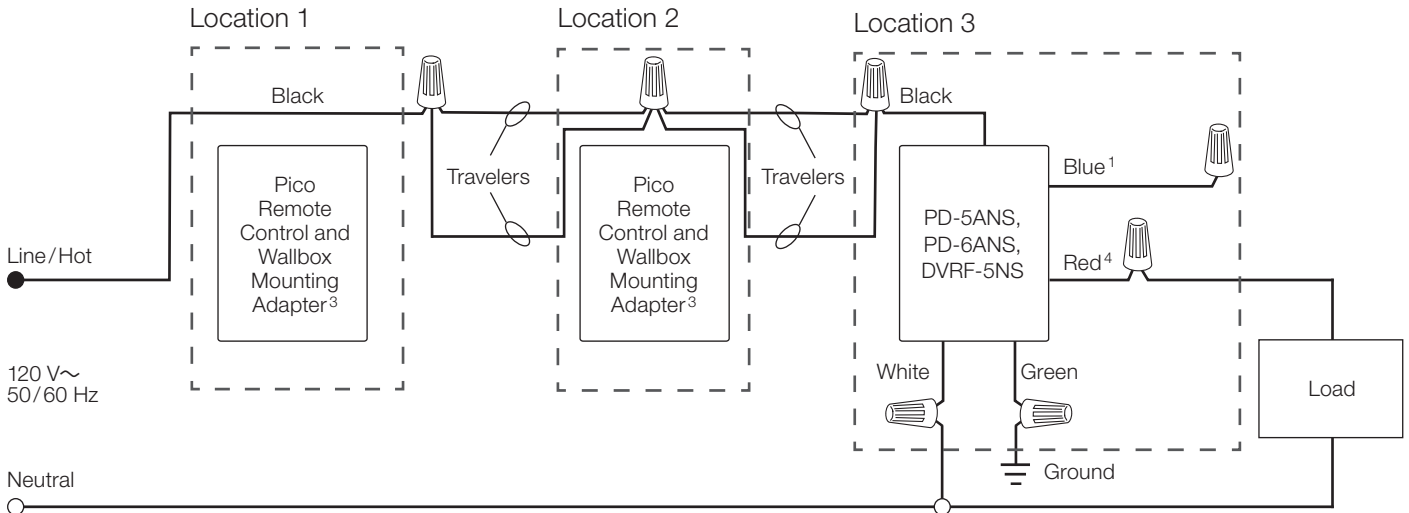 Location 1
Location 2
Location 3
Black
Black
Travelers
Travelers
Blue¹
Pico
Remote
Control and
Wallbox
Mounting
Adapter³
Pico
Remote
Control and
Wallbox
Mounting
Adapter³
PD-5ANS,
PD-6ANS,
DVRF-5NS
Line/Hot
Red⁴
120 V~
50/60 Hz
White
Green
Load
Neutral
Ground